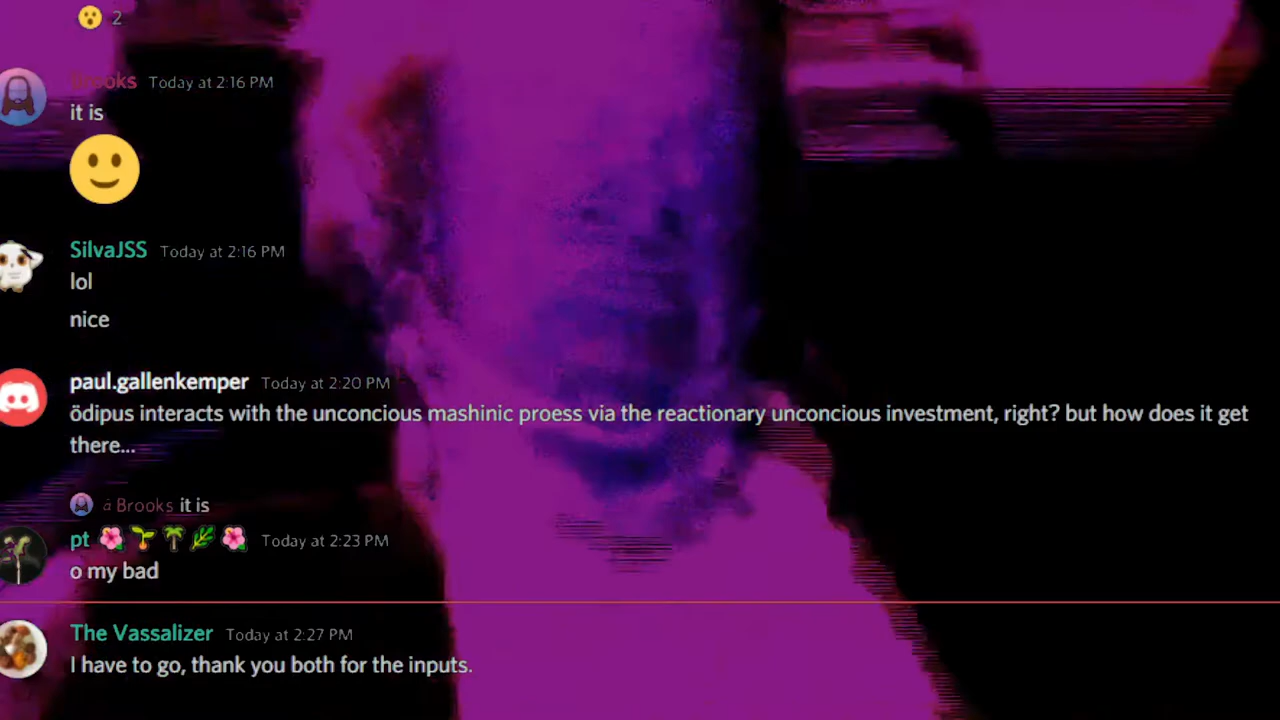 2
Brooks Today at 2:16 PM
it is
SilvaJSS Today at 2:16 PM
lol
nice
paul.gallenkemper Today at 2:20 PM
ödipus interacts with the unconcious mashinic proess via the reactionary unconcious investment, right? but how does it get
there...
Brooks it is
pt Today at 2:23 PM
o my bad
The Vassalizer Today at 2:27 PM
I have to go, thank you both for the inputs.